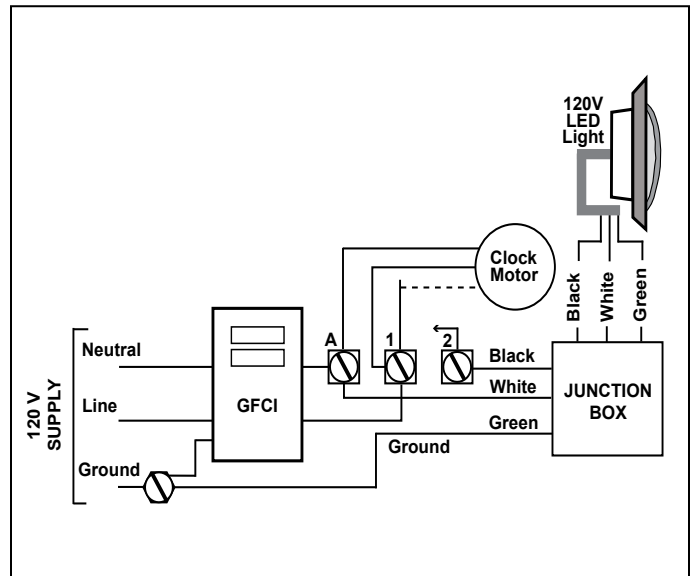 120V
LED
Light
Clock
Motor
Black
White
Green
A
1
2
Neutral
Line
Ground
120 V
SUPPLY
GFCI
Black
White
Green
Ground
JUNCTION
BOX